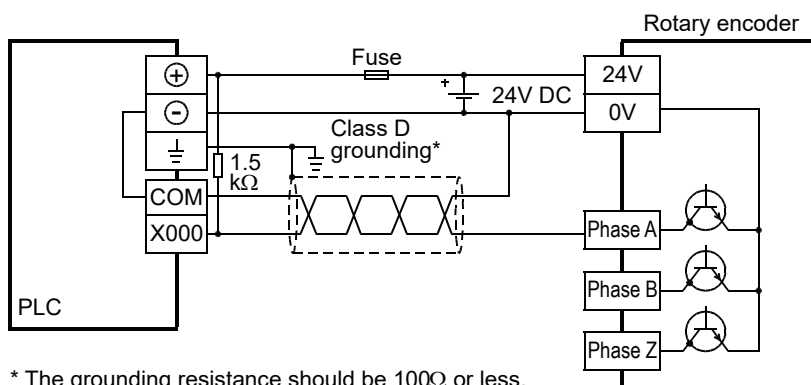 Rotary encoder
Fuse
24V
24V DC
0V
Class D
grounding*
1.5
kΩ
COM
X000
Phase A
Phase B
Phase Z
PLC
* The grounding resistance should be 100Ω or less.